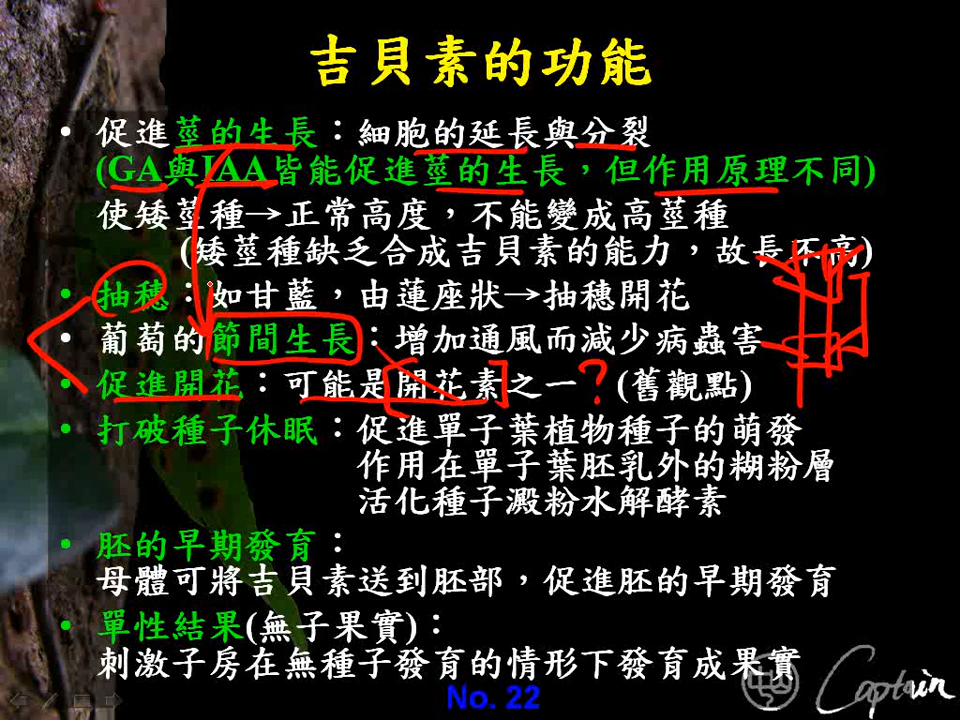 吉貝素的功能
• 促進莖的生長：細胞的延長與分裂
(GA與IAA皆能促進莖的生長，但作用原理不同)
使矮莖種→正常高度，不能變成高莖種
(矮莖種缺乏合成吉貝素的能力，故長不高)
• 抽穗：如甘藍，由蓮座狀→抽穗開花
• 葡萄的節間生長：增加通風而減少病蟲害
• 促進開花：可能是開花素之一？(舊觀點)
• 打破種子休眠：促進單子葉植物種子的萌發
作用在單子葉胚乳外的糊粉層
活化種子澱粉水解酵素
• 胚的早期發育：
母體可將吉貝素送到胚部，促進胚的早期發育
• 單性結果(無子果實)：
刺激子房在無種子發育的情形下發育成果實
No. 22
Captain